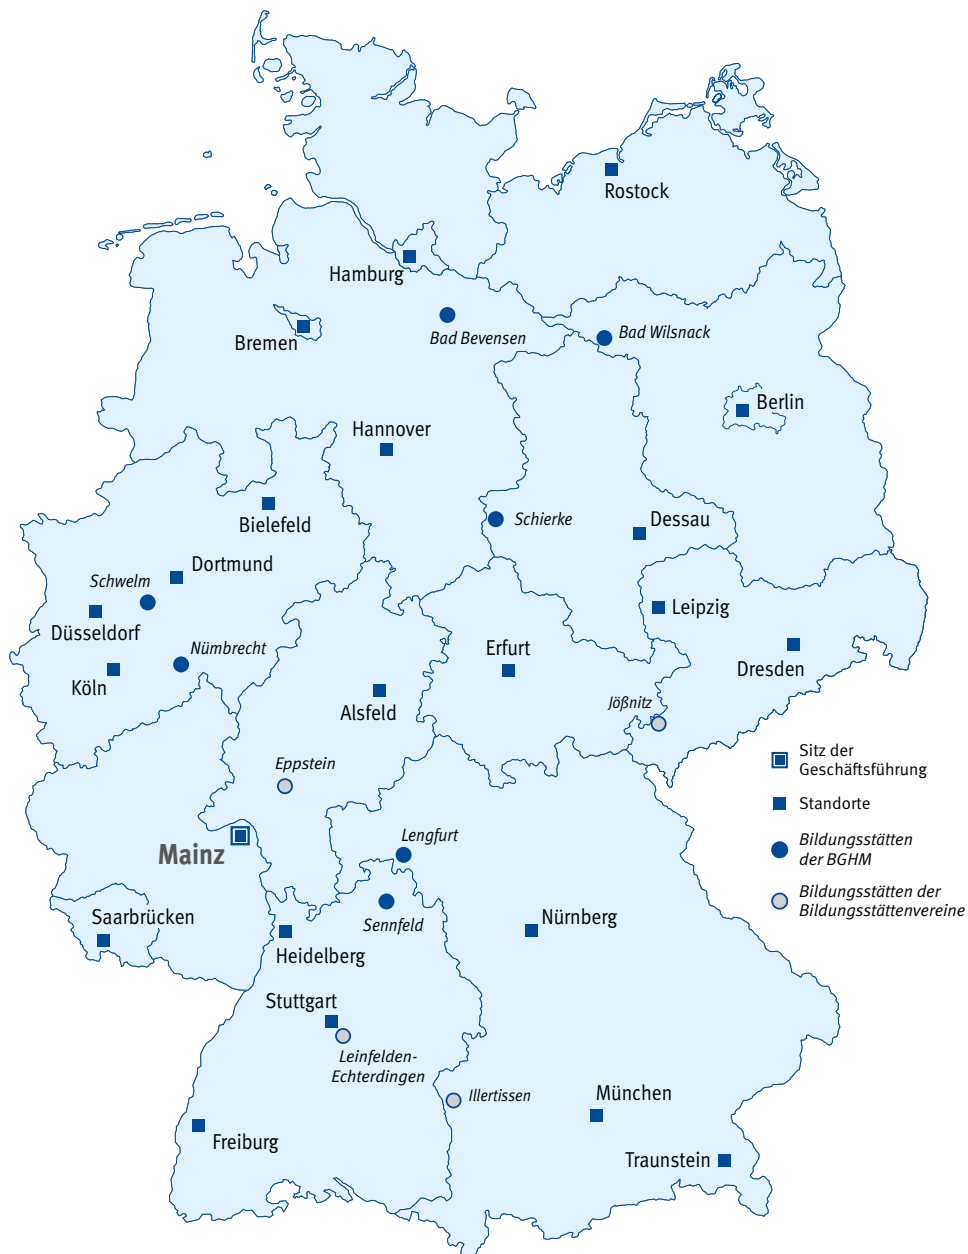 Rostock
Hamburg
Bremen
Bad Bevensen
Bad Wilsnack
Berlin
Hannover
Bielefeld
Schierke
Dessau
Dortmund
Schwelm
Düsseldorf
Leipzig
Nümbrecht
Erfurt
Dresden
Köln
Alsfeld
Jößnitz
Eppstein
Sitz der
Geschäftsführung
Standorte
Lengfurt
Bildungsstätten
der BGHM
Mainz
Bildungsstätten der
Bildungsstättenvereine
Saarbrücken
Sennfeld
Nürnberg
Heidelberg
Stuttgart
Leinfelden-
Echterdingen
Illertissen
München
Freiburg
Traunstein